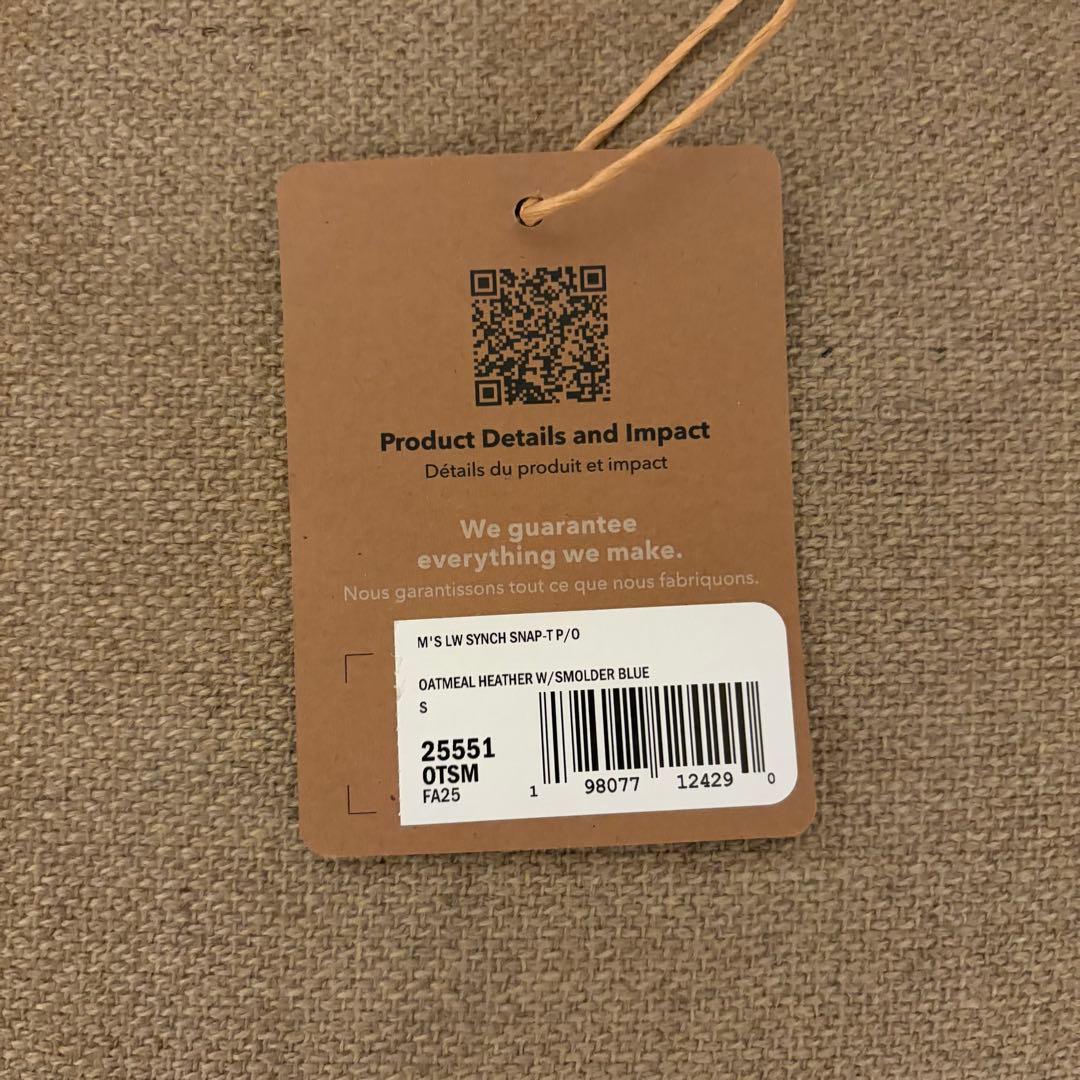 Product Details and Impact
Détails du produit et impact
We guarantee
everything we make.
Nous garantissons tout ce que nous fabriquons.
M'S LW SYNCH SNAP-T P/O
OATMEAL HEATHER W/SMOLDER BLUE
S
25551
OTSM
FA25
1 98077 12429 0